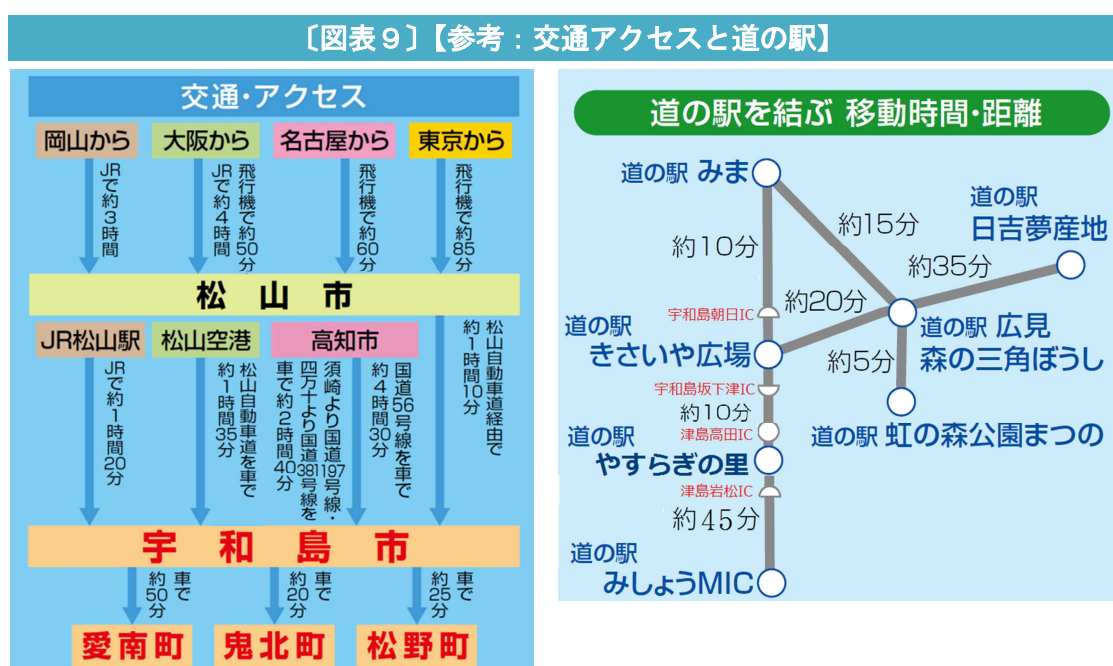 〔図表９〕【参考：交通アクセスと道の駅】
交通・アクセス
岡山から
大阪から
名古屋から
東京から
JRで約3時間
飛行機で約50分
JRで約4時間
飛行機で約60分
飛行機で約85分
松山市
JR松山駅
松山空港
高知市
JRで約1時間20分
松山自動車道を車で
約1時間35分
須崎より国道197号線・
四万十より国道381号線を
車で約2時間40分
国道56号線を車で
約4時間30分
松山自動車道経由で
約1時間10分
宇和島市
車で
約50分
車で
約20分
車で
約25分
愛南町
鬼北町
松野町
道の駅を結ぶ 移動時間・距離
道の駅 みま
約15分
道の駅
日吉夢産地
約10分
約35分
約20分
宇和島朝日IC
道の駅
きさいや広場
道の駅 広見
森の三角ぼうし
約5分
宇和島坂下津IC
約10分
津島高田IC
道の駅 虹の森公園まつの
道の駅
やすらぎの里
津島岩松IC
約45分
道の駅
みしょうMIC